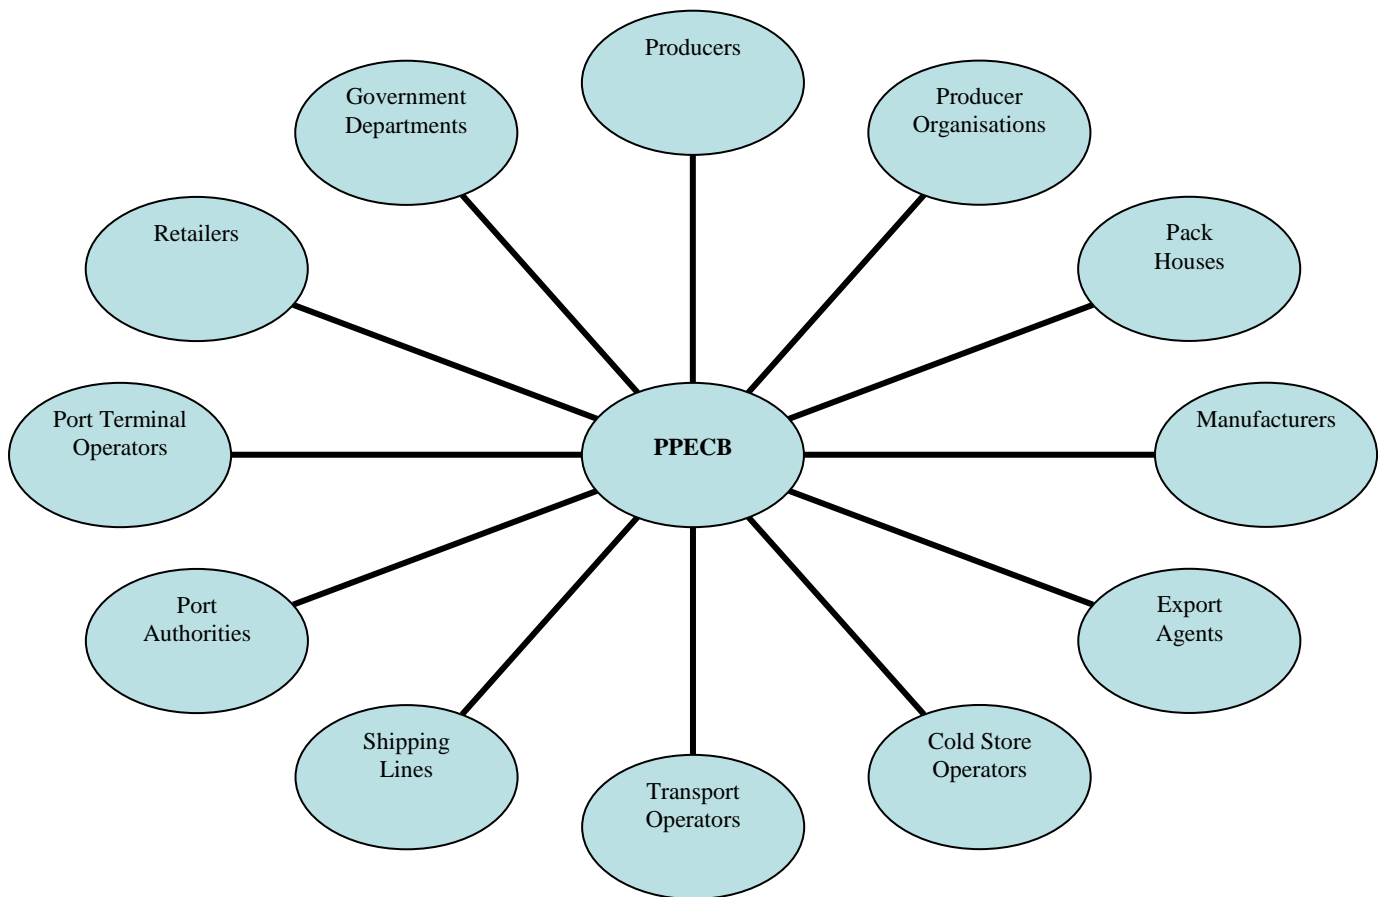 Producers
Government
Departments
Producer
Organisations
Retailers
Pack
Houses
Port Terminal
Operators
PPECB
Manufacturers
Port
Authorities
Export
Agents
Shipping
Lines
Cold Store
Operators
Transport
Operators